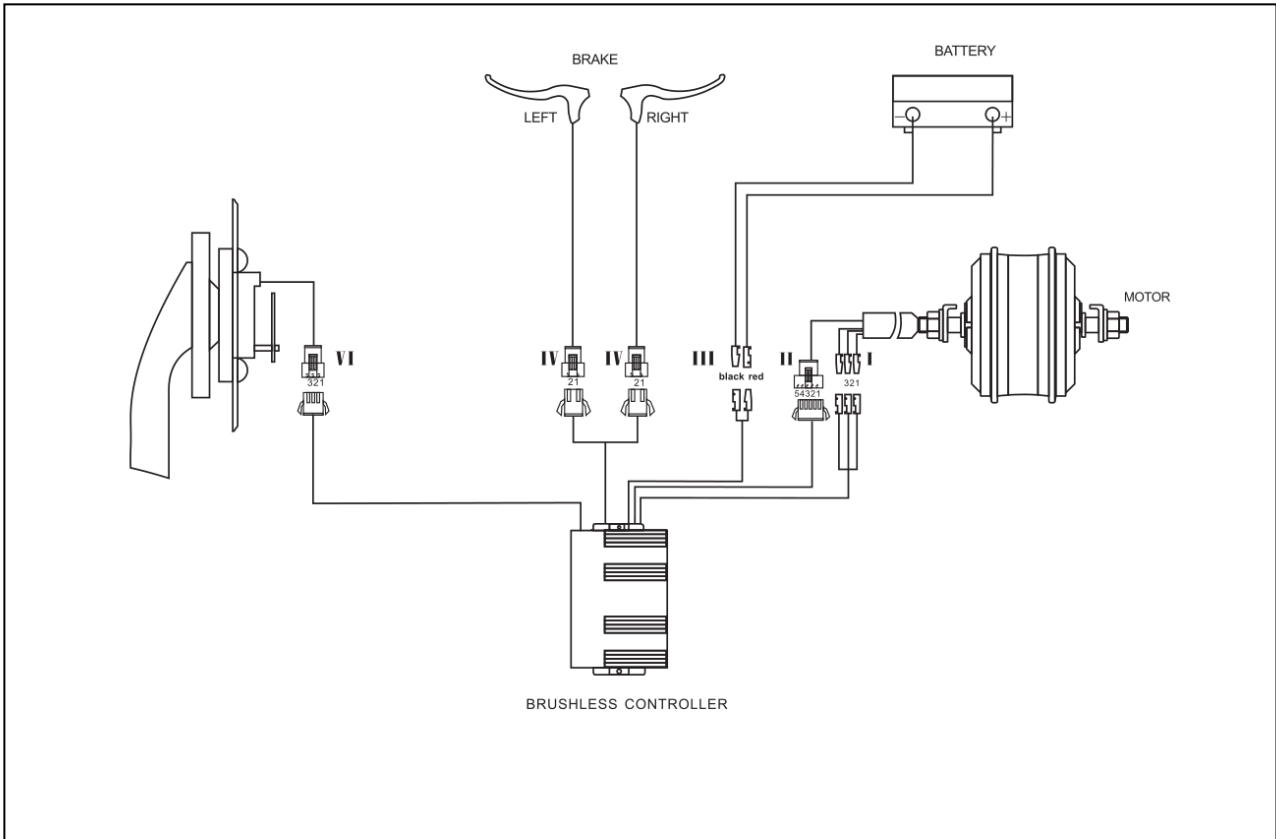 BRAKE
BATTERY
LEFT
RIGHT
- +
MOTOR
VI
IV
IV
III
II
I
321
21
21
black red
54321
321
BRUSHLESS CONTROLLER